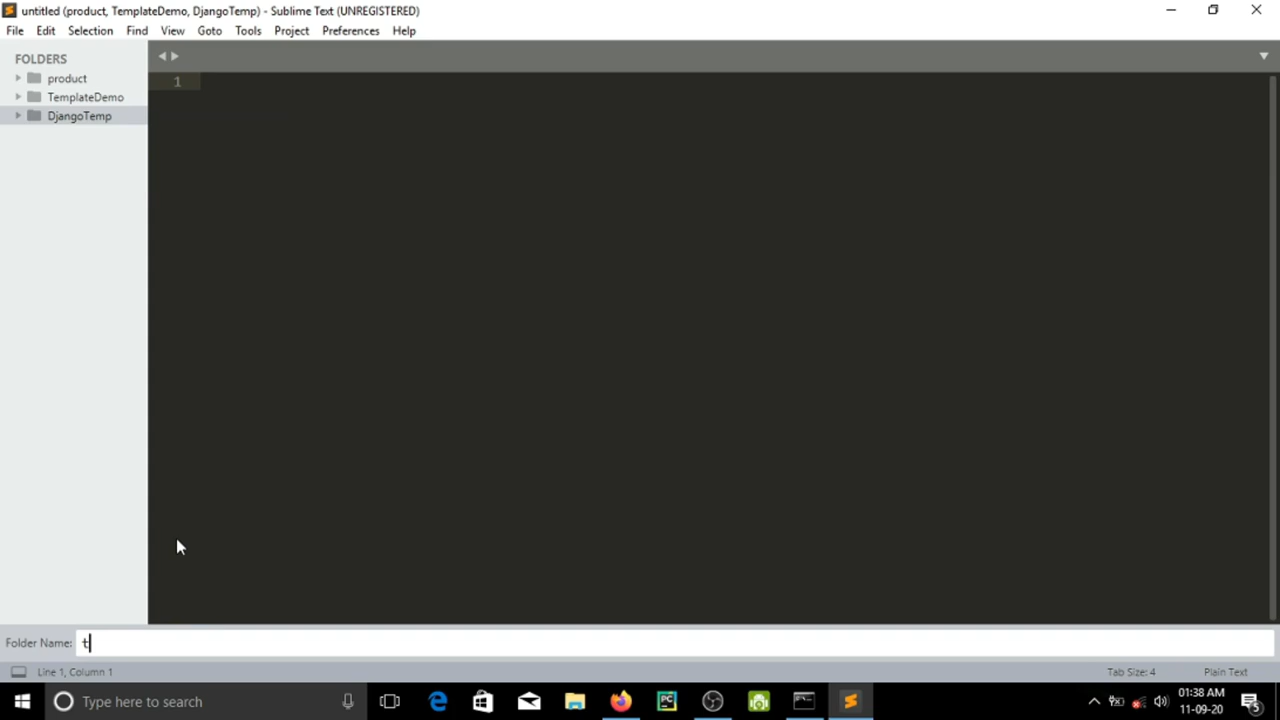 untitled (product, TemplateDemo, DjangoTemp) - Sublime Text (UNREGISTERED)
File Edit Selection Find View Goto Tools Project Preferences Help
FOLDERS
product
TemplateDemo
DjangoTemp
1
Folder Name: t
Line 1, Column 1 Tab Size: 4 Plain Text
Type here to search
PC
01:38 AM
11-09-20
5